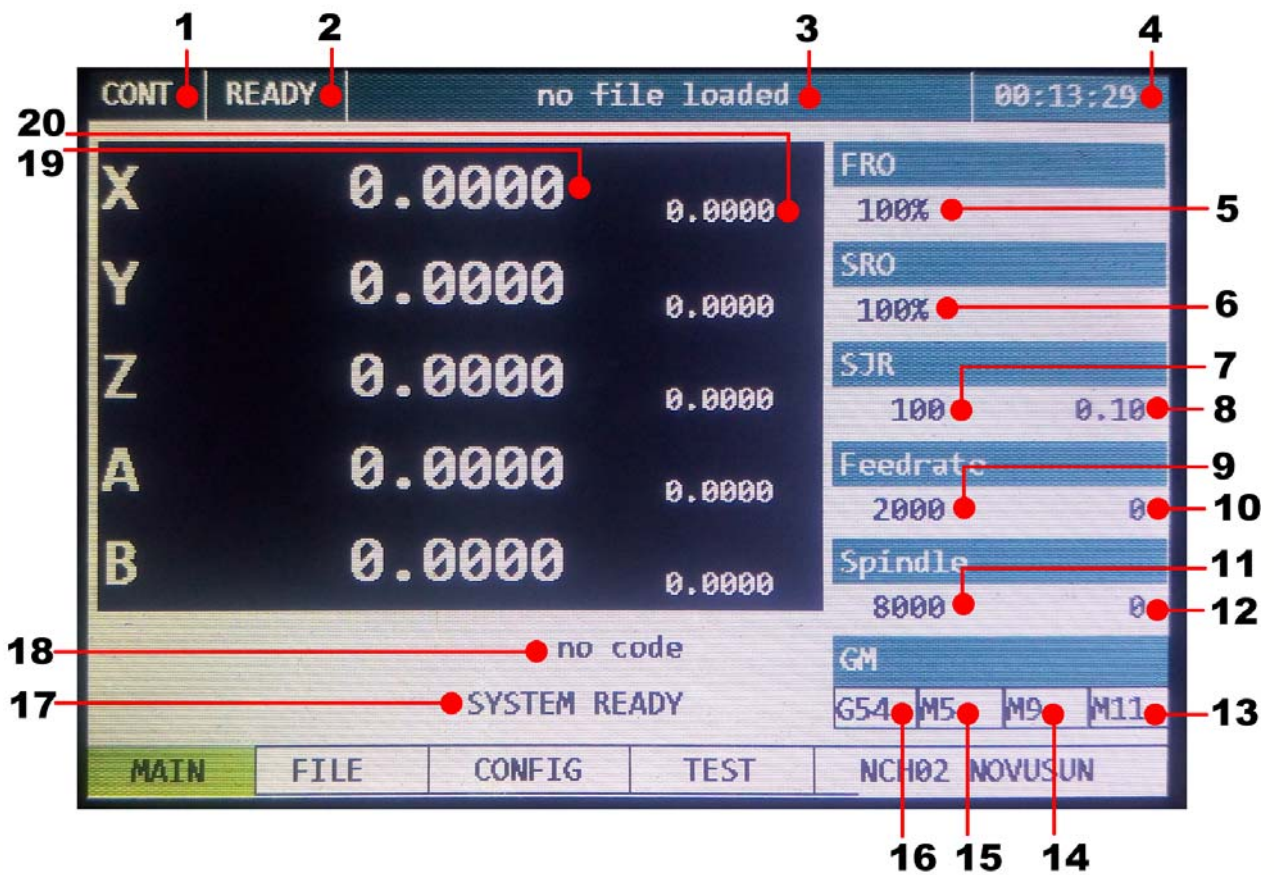 1 2 3 4
CONT READY no file loaded 00:13:29
20
19
X 0.0000 0.0000
Y 0.0000 0.0000
Z 0.0000 0.0000
A 0.0000 0.0000
B 0.0000 0.0000
FRO
100% 5
SRO
100% 6
SJR 7
100 0.10 8
Feedrate 9
2000 0 10
Spindle 11
8000 0 12
18 no code
GM
17 SYSTEM READY
G54 M5 M9 M11 13
MAIN FILE CONFIG TEST NCH02 NOVUSUN
16 15 14